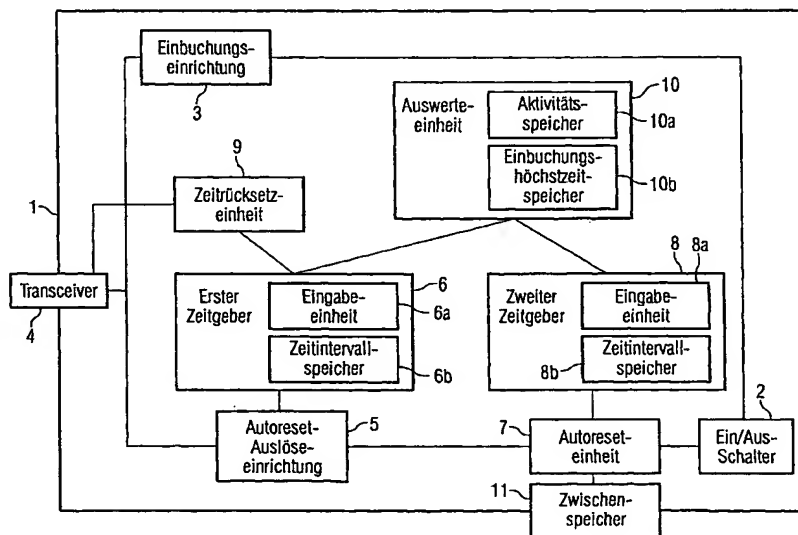 Einbuchungs-
einrichtung
3
10
Auswerte-
einheit
Aktivitäts-
speicher
10a
Einbuchungs-
höchstzeit-
speicher
10b
9
Zeitrücksetz-
einheit
1
Transceiver
4
6
Erster
Zeitgeber
Eingabe-
einheit
6a
Zeitintervall-
speicher
6b
8
8a
Zweiter
Zeitgeber
Eingabe-
einheit
Zeitintervall-
speicher
8b
Autoreset-
Auslöse-
einrichtung
5
7
Autoreset-
einheit
2
Ein/Aus-
Schalter
11
Zwischen-
speicher